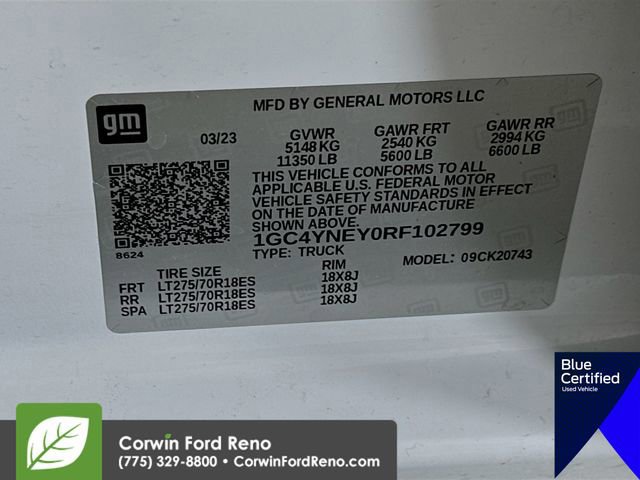 gm
MFD BY GENERAL MOTORS LLC
03/23 GVWR GAWR FRT GAWR RR
5148 KG 2540 KG 2994 KG
11350 LB 5600 LB 6600 LB
THIS VEHICLE CONFORMS TO ALL
APPLICABLE U.S. FEDERAL MOTOR
VEHICLE SAFETY STANDARDS IN EFFECT
ON THE DATE OF MANUFACTURE
SHOWN ABOVE.
1GC4YNEY0RF102799
8624 TYPE: TRUCK MODEL: 09CK20743
TIRE SIZE RIM
FRT LT275/70R18ES 18X8J
RR LT275/70R18ES 18X8J
SPA LT275/70R18ES 18X8J
Blue
Certified
Used Vehicle
Corwin Ford Reno
(775) 329-8800 • CorwinFordReno.com